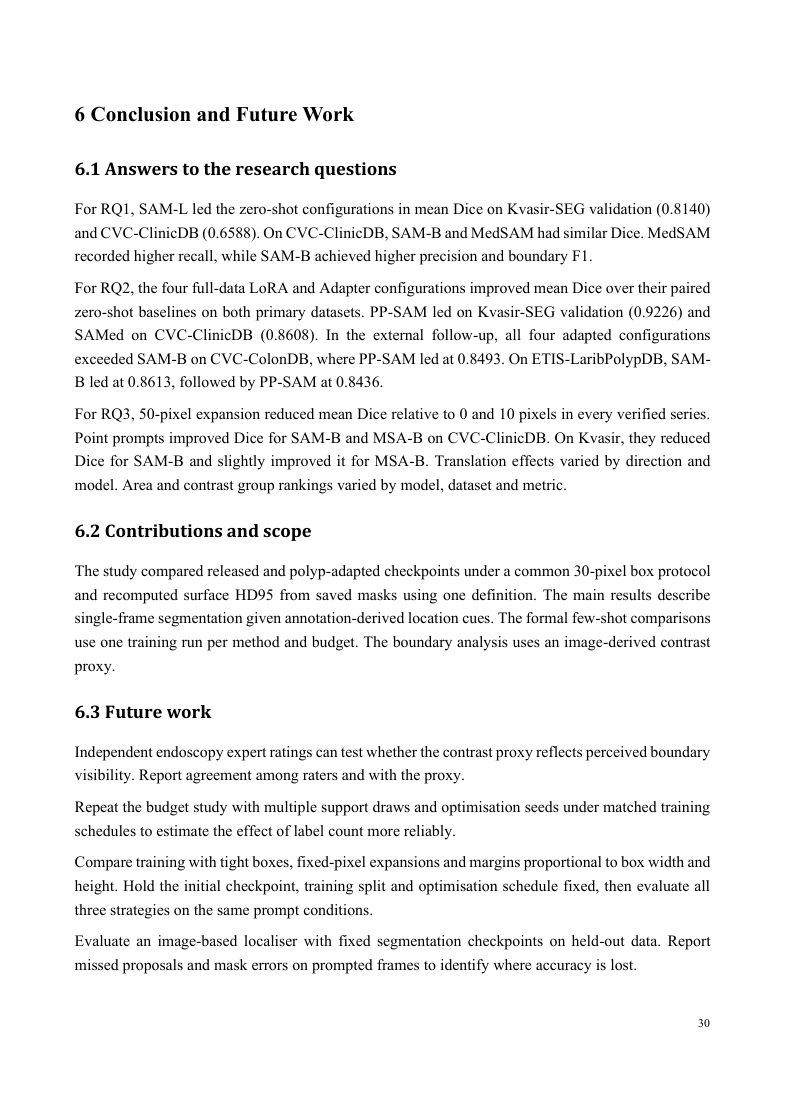 6 Conclusion and Future Work
6.1 Answers to the research questions
For RQ1, SAM-L led the zero-shot configurations in mean Dice on Kvasir-SEG validation (0.8140)
and CVC-ClinicDB (0.6588). On CVC-ClinicDB, SAM-B and MedSAM had similar Dice. MedSAM
recorded higher recall, while SAM-B achieved higher precision and boundary F1.
For RQ2, the four full-data LoRA and Adapter configurations improved mean Dice over their paired
zero-shot baselines on both primary datasets. PP-SAM led on Kvasir-SEG validation (0.9226) and
SAMed on CVC-ClinicDB (0.8608). In the external follow-up, all four adapted configurations
exceeded SAM-B on CVC-ColonDB, where PP-SAM led at 0.8493. On ETIS-LaribPolypDB, SAM-
B led at 0.8613, followed by PP-SAM at 0.8436.
For RQ3, 50-pixel expansion reduced mean Dice relative to 0 and 10 pixels in every verified series.
Point prompts improved Dice for SAM-B and MSA-B on CVC-ClinicDB. On Kvasir, they reduced
Dice for SAM-B and slightly improved it for MSA-B. Translation effects varied by direction and
model. Area and contrast group rankings varied by model, dataset and metric.
6.2 Contributions and scope
The study compared released and polyp-adapted checkpoints under a common 30-pixel box protocol
and recomputed surface HD95 from saved masks using one definition. The main results describe
single-frame segmentation given annotation-derived location cues. The formal few-shot comparisons
use one training run per method and budget. The boundary analysis uses an image-derived contrast
proxy.
6.3 Future work
Independent endoscopy expert ratings can test whether the contrast proxy reflects perceived boundary
visibility. Report agreement among raters and with the proxy.
Repeat the budget study with multiple support draws and optimisation seeds under matched training
schedules to estimate the effect of label count more reliably.
Compare training with tight boxes, fixed-pixel expansions and margins proportional to box width and
height. Hold the initial checkpoint, training split and optimisation schedule fixed, then evaluate all
three strategies on the same prompt conditions.
Evaluate an image-based localiser with fixed segmentation checkpoints on held-out data. Report
missed proposals and mask errors on prompted frames to identify where accuracy is lost.
30